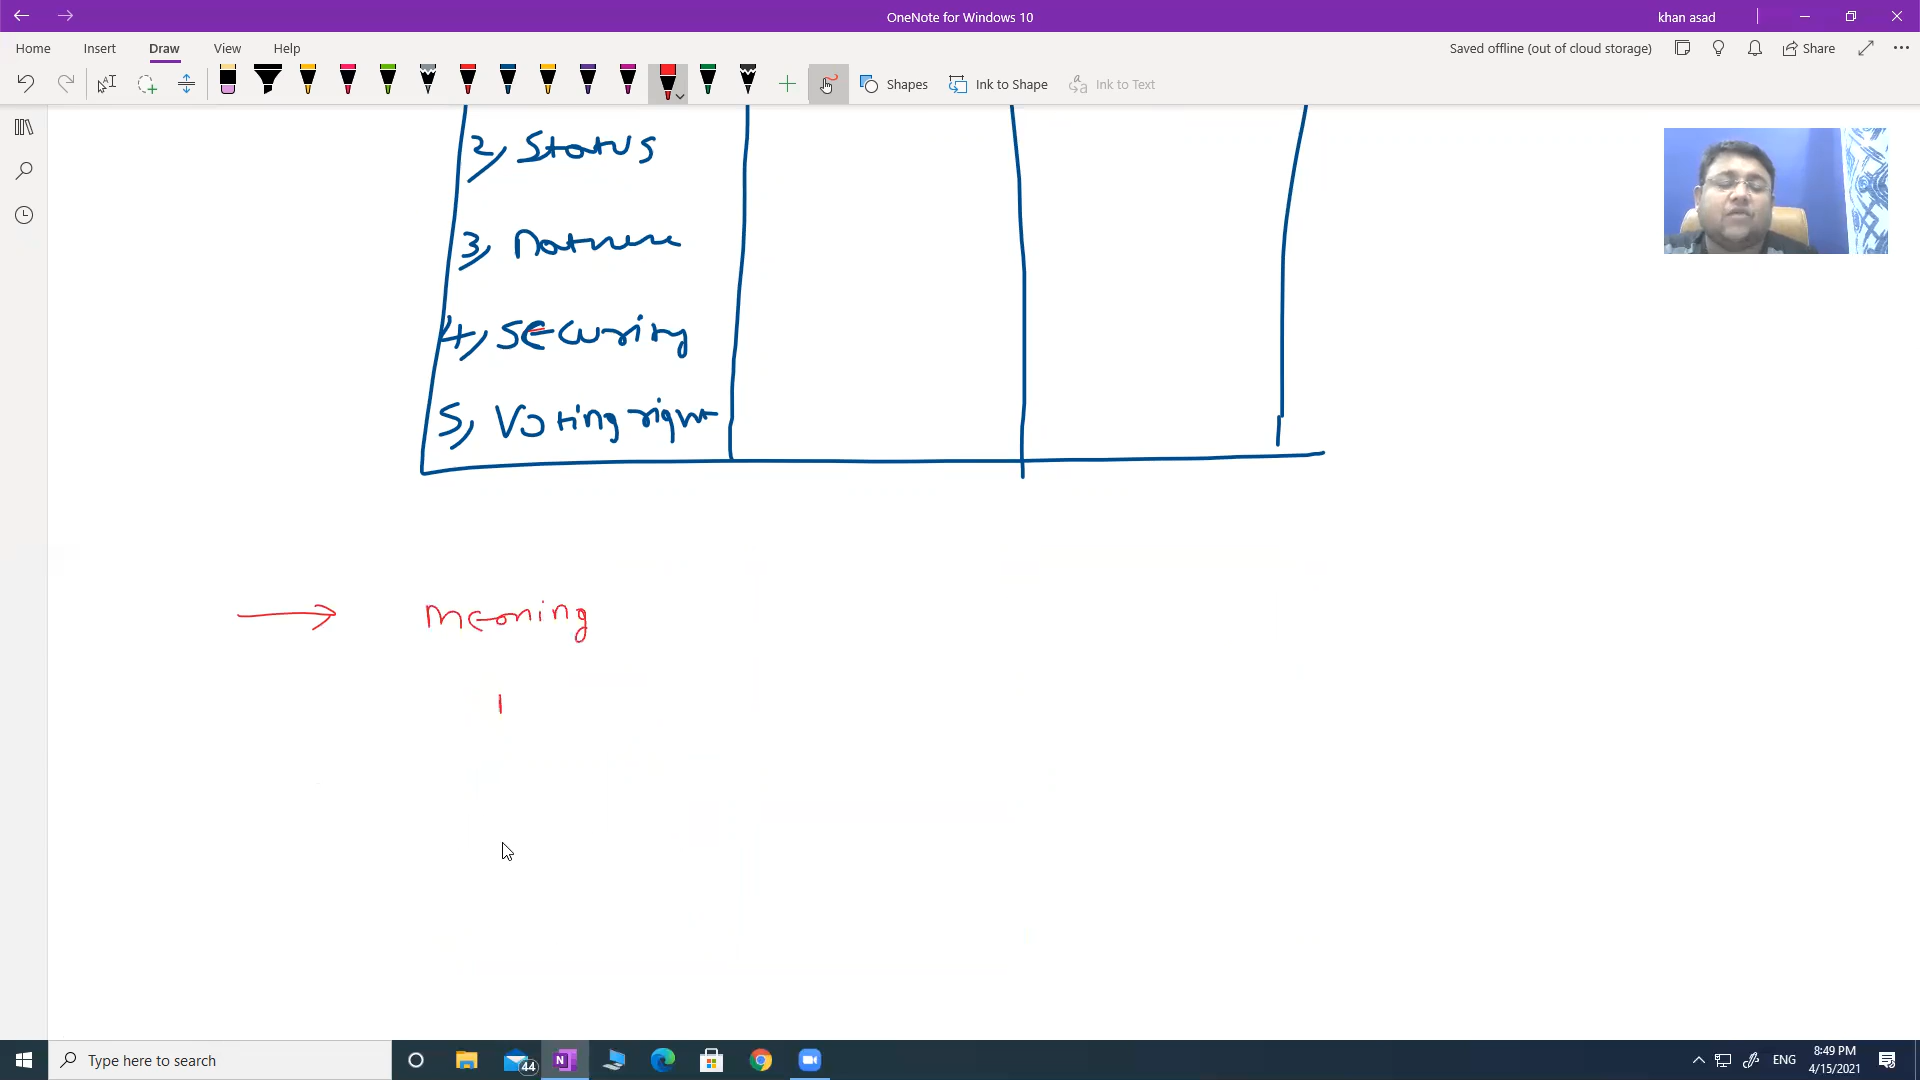 OneNote for Windows 10
khan asad
Home Insert Draw View Help
Saved offline (out of cloud storage)
Share
Shapes
Ink to Shape
Ink to Text
2, Status
3, Nature
4, Security
5, Voting right
Meaning
Type here to search
44
ENG
8:49 PM
4/15/2021